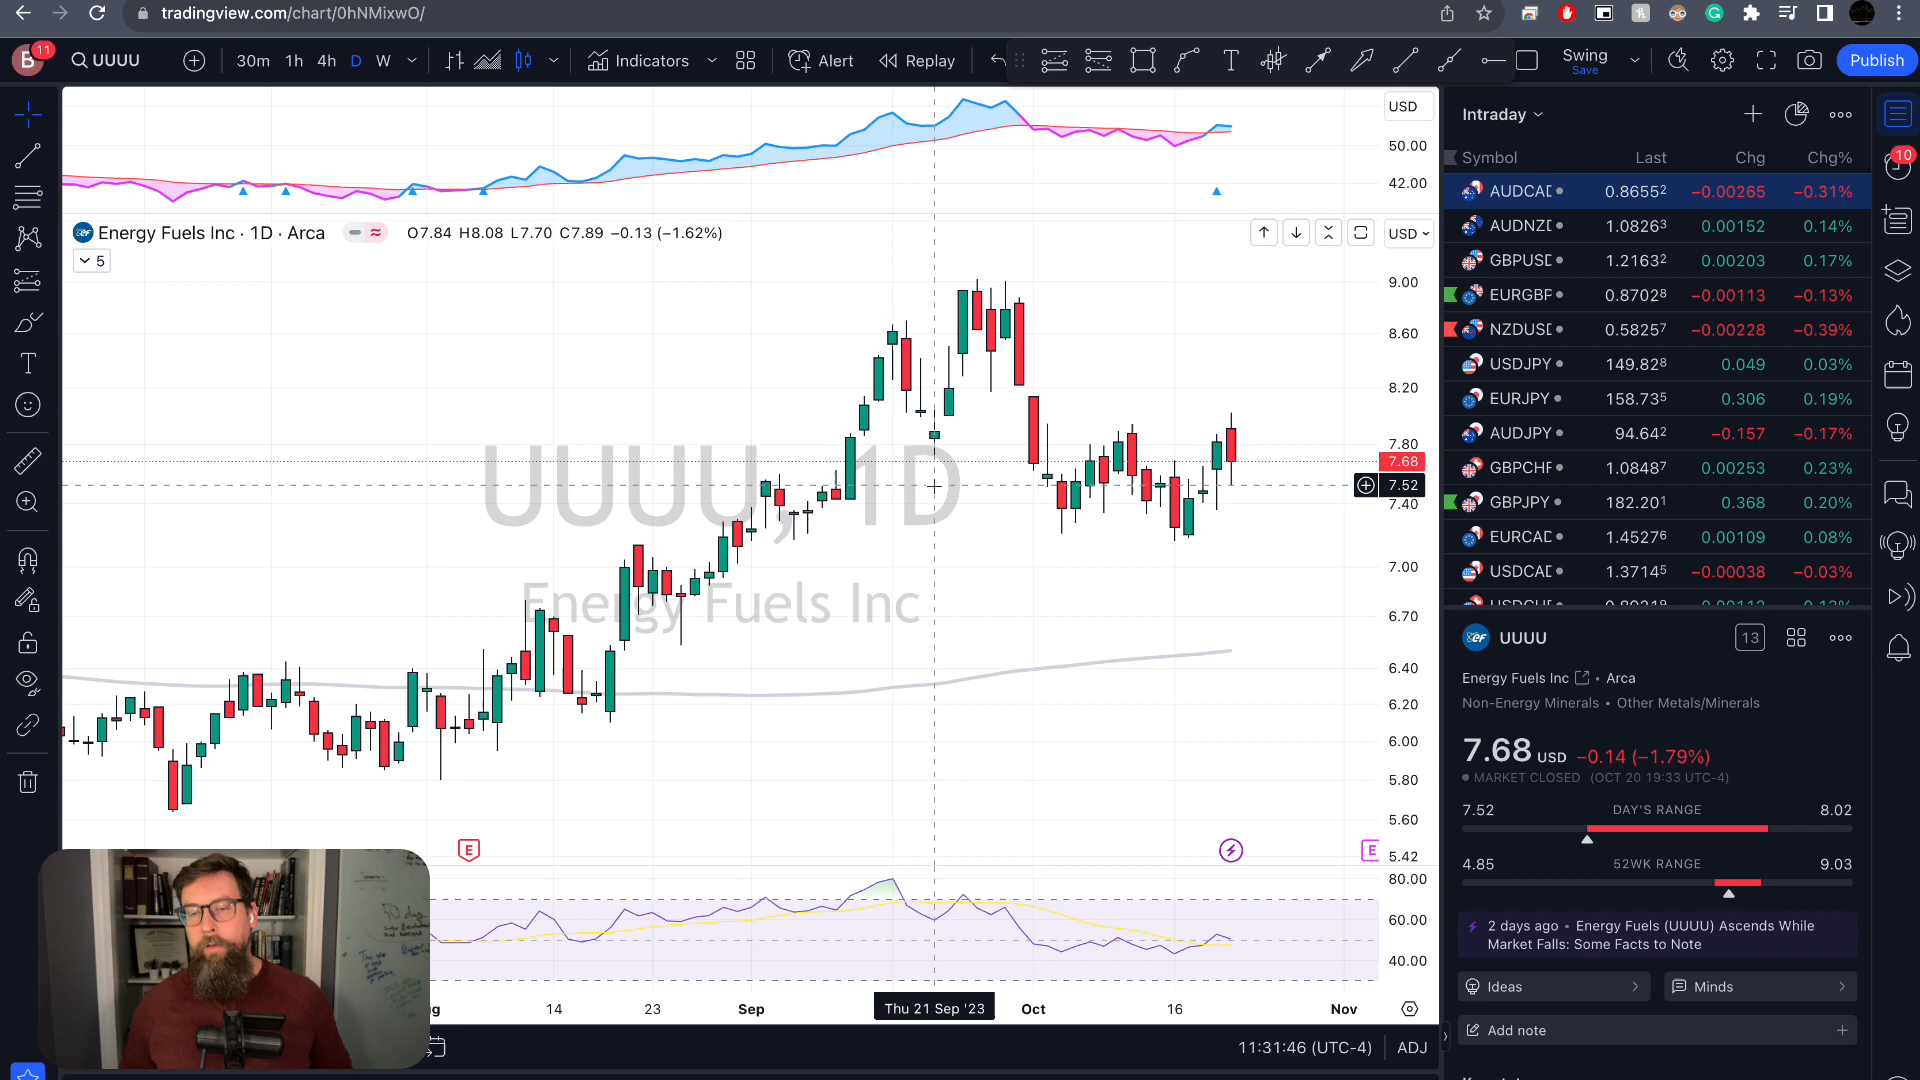 tradingview.com/chart/0hNMixwO/
B
11
UUUU
30m 1h 4h D W
Indicators
Alert
Replay
Swing
Save
Publish
USD
50.00
42.00
Energy Fuels Inc · 1D · Arca
O7.84 H8.08 L7.70 C7.89 −0.13 (−1.62%)
USD
5
9.00
8.60
8.20
7.80
7.68
7.52
7.40
7.00
6.70
6.40
6.20
6.00
5.80
5.60
5.42
UUUU, 1D
Energy Fuels Inc
E
E
80.00
60.00
40.00
14
23
Sep
Thu 21 Sep '23
Oct
16
Nov
11:31:46 (UTC-4)
ADJ
Intraday
10
Symbol Last Chg Chg%
AUDCAD 0.86552 −0.00265 −0.31%
AUDNZD 1.08263 0.00152 0.14%
GBPUSD 1.21632 0.00203 0.17%
EURGBP 0.87028 −0.00113 −0.13%
NZDUSD 0.58257 −0.00228 −0.39%
USDJPY 149.828 0.049 0.03%
EURJPY 158.735 0.306 0.19%
AUDJPY 94.642 −0.157 −0.17%
GBPCHF 1.08487 0.00253 0.23%
GBPJPY 182.201 0.368 0.20%
EURCAD 1.45276 0.00109 0.08%
USDCAD 1.37145 −0.00038 −0.03%
UUUU
13
Energy Fuels Inc • Arca
Non-Energy Minerals • Other Metals/Minerals
7.68 USD −0.14 (−1.79%)
MARKET CLOSED (OCT 20 19:33 UTC-4)
7.52 DAY'S RANGE 8.02
4.85 52WK RANGE 9.03
2 days ago • Energy Fuels (UUUU) Ascends While
Market Falls: Some Facts to Note
Ideas
Minds
Add note